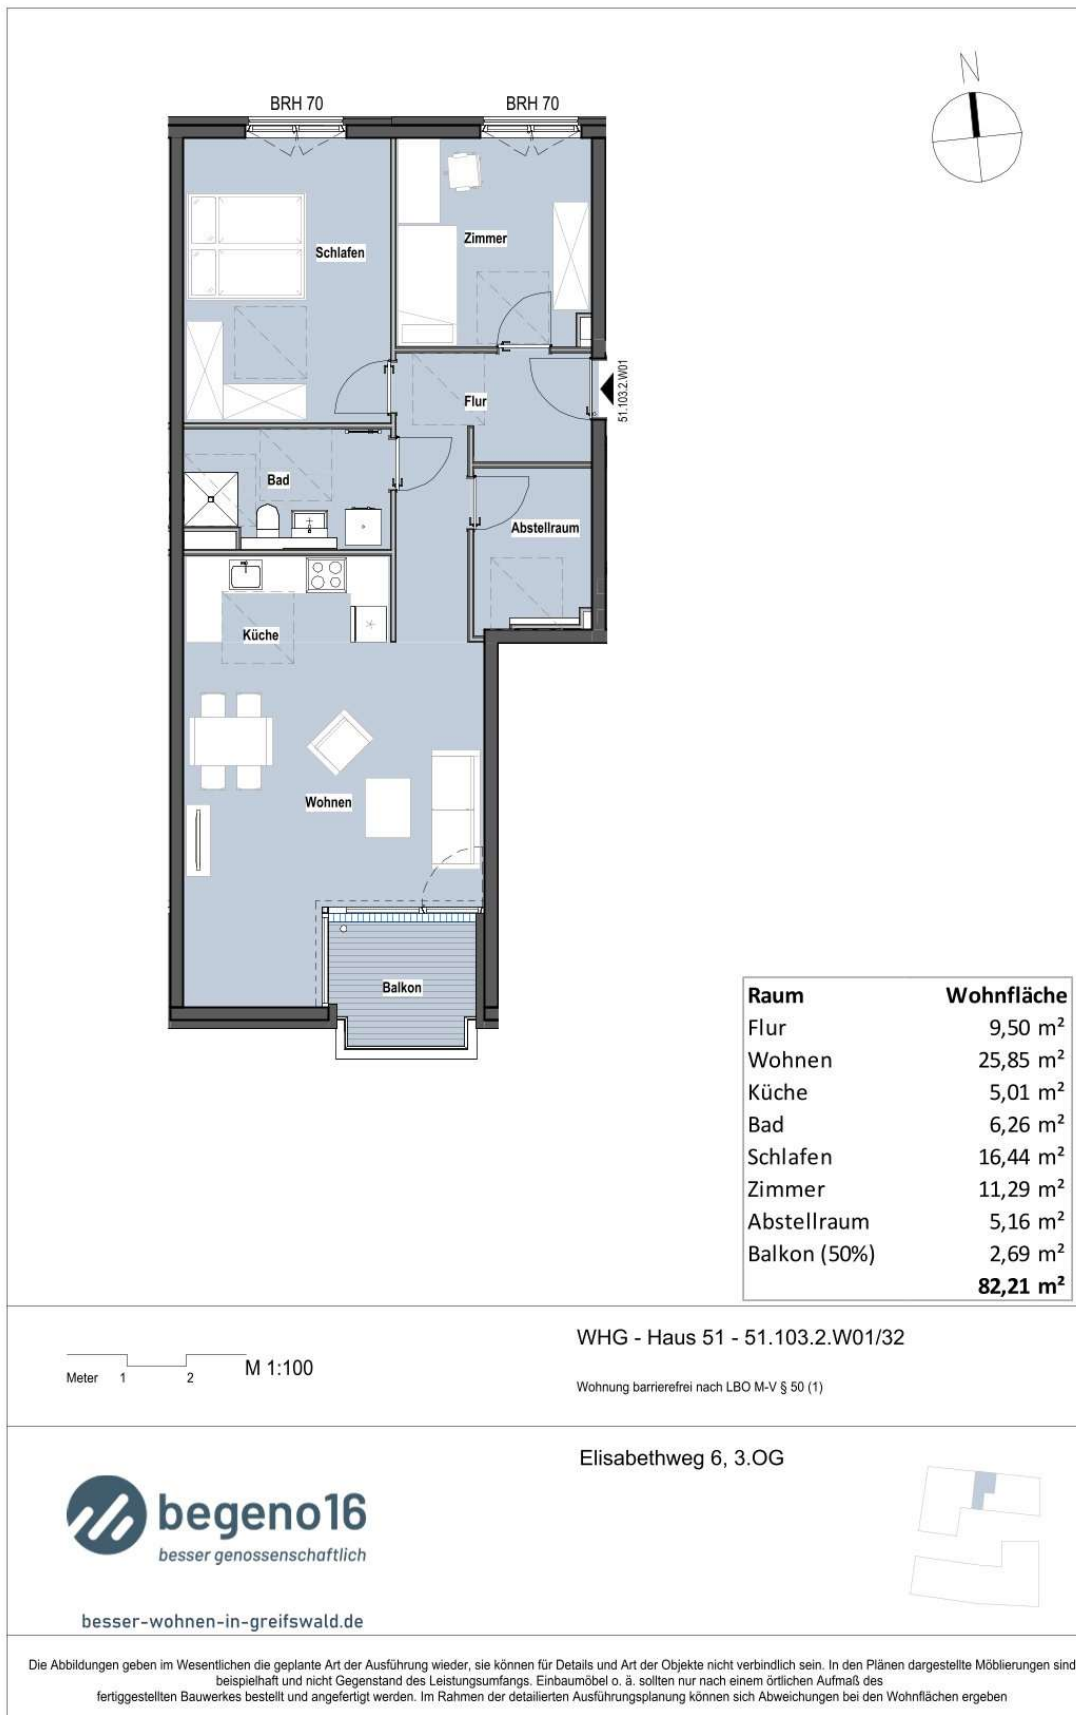 N
BRH 70 BRH 70
Schlafen
Zimmer
51.103.2.W01
Flur
Bad
Abstellraum
Küche
Wohnen
Balkon
Raum Wohnfläche
Flur 9,50 m²
Wohnen 25,85 m²
Küche 5,01 m²
Bad 6,26 m²
Schlafen 16,44 m²
Zimmer 11,29 m²
Abstellraum 5,16 m²
Balkon (50%) 2,69 m²
82,21 m²
Meter 1 2 M 1:100
WHG - Haus 51 - 51.103.2.W01/32
Wohnung barrierefrei nach LBO M-V § 50 (1)
Elisabethweg 6, 3.OG
begeno16
besser genossenschaftlich
besser-wohnen-in-greifswald.de
Die Abbildungen geben im Wesentlichen die geplante Art der Ausführung wieder, sie können für Details und Art der Objekte nicht verbindlich sein. In den Plänen dargestellte Möblierungen sind
beispielhaft und nicht Gegenstand des Leistungsumfangs. Einbaumöbel o. ä. sollten nur nach einem örtlichen Aufmaß des
fertiggestellten Bauwerkes bestellt und angefertigt werden. Im Rahmen der detailierten Ausführungsplanung können sich Abweichungen bei den Wohnflächen ergeben